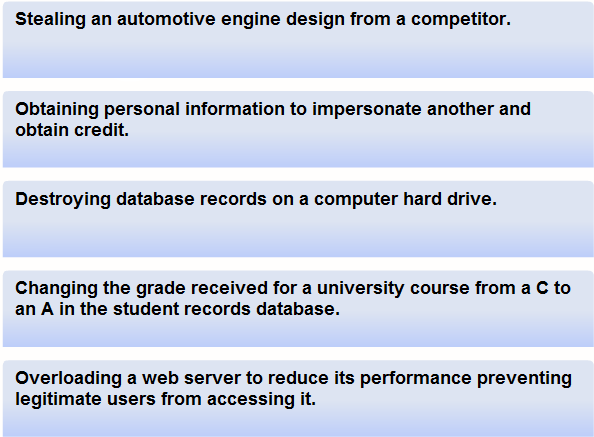 Stealing an automotive engine design from a competitor.
Obtaining personal information to impersonate another and
obtain credit.
Destroying database records on a computer hard drive.
Changing the grade received for a university course from a C to
an A in the student records database.
Overloading a web server to reduce its performance preventing
legitimate users from accessing it.